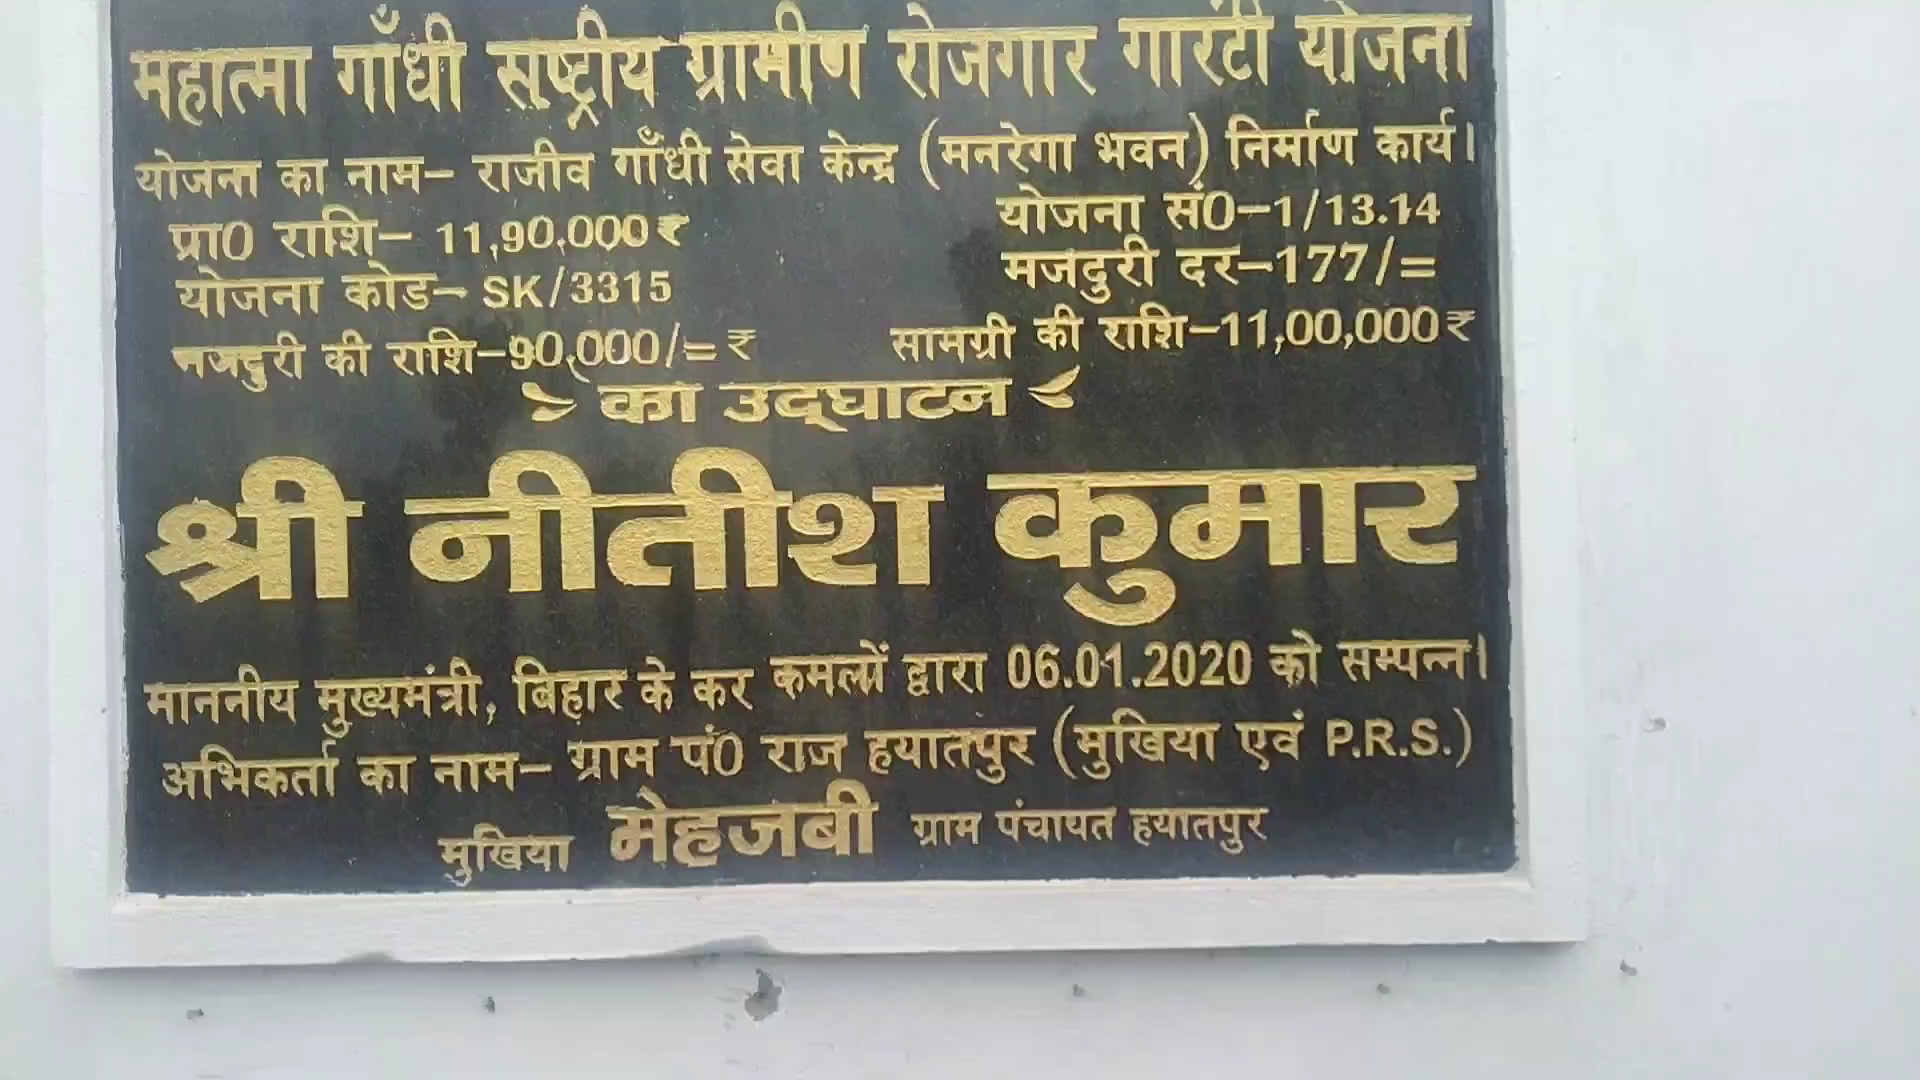 महात्मा गाँधी राष्ट्रीय ग्रामीण रोजगार गारंटी योजना
योजना का नाम– राजीव गाँधी सेवा केन्द्र (मनरेगा भवन) निर्माण कार्य।
प्रा0 राशि– 11,90,000₹ योजना सं0–1/13.14
योजना कोड– SK/3315 मजदुरी दर–177/=
मजदुरी की राशि–90,000/=₹ सामग्री की राशि–11,00,000₹
का उद्घाटन
श्री नीतीश कुमार
माननीय मुख्यमंत्री, बिहार के कर कमलों द्वारा 06.01.2020 को सम्पन्न।
अभिकर्ता का नाम– ग्राम पं0 राज हयातपुर (मुखिया एवं P.R.S.)
मुखिया मेहजबी ग्राम पंचायत हयातपुर